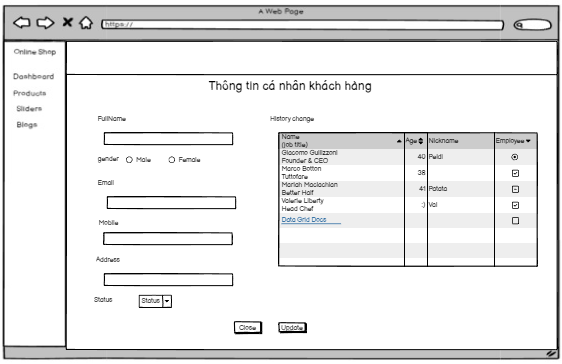 A Web Page
https://
Online Shop
Dashboard
Products
Sliders
Blogs
Thông tin cá nhân khách hàng
FullName
gender Male Female
Email
Mobile
Address
Status Status
History change
Name
(job title) Age Nickname Employee
Giacomo Guilizzoni
Founder & CEO 40 Peldi
Marco Botton
Tuttofare 38
Mariah Maclachlan
Better Half 41 Potato
Valerie Liberty
Head Chef :) Val
Data Grid Docs
Close Update